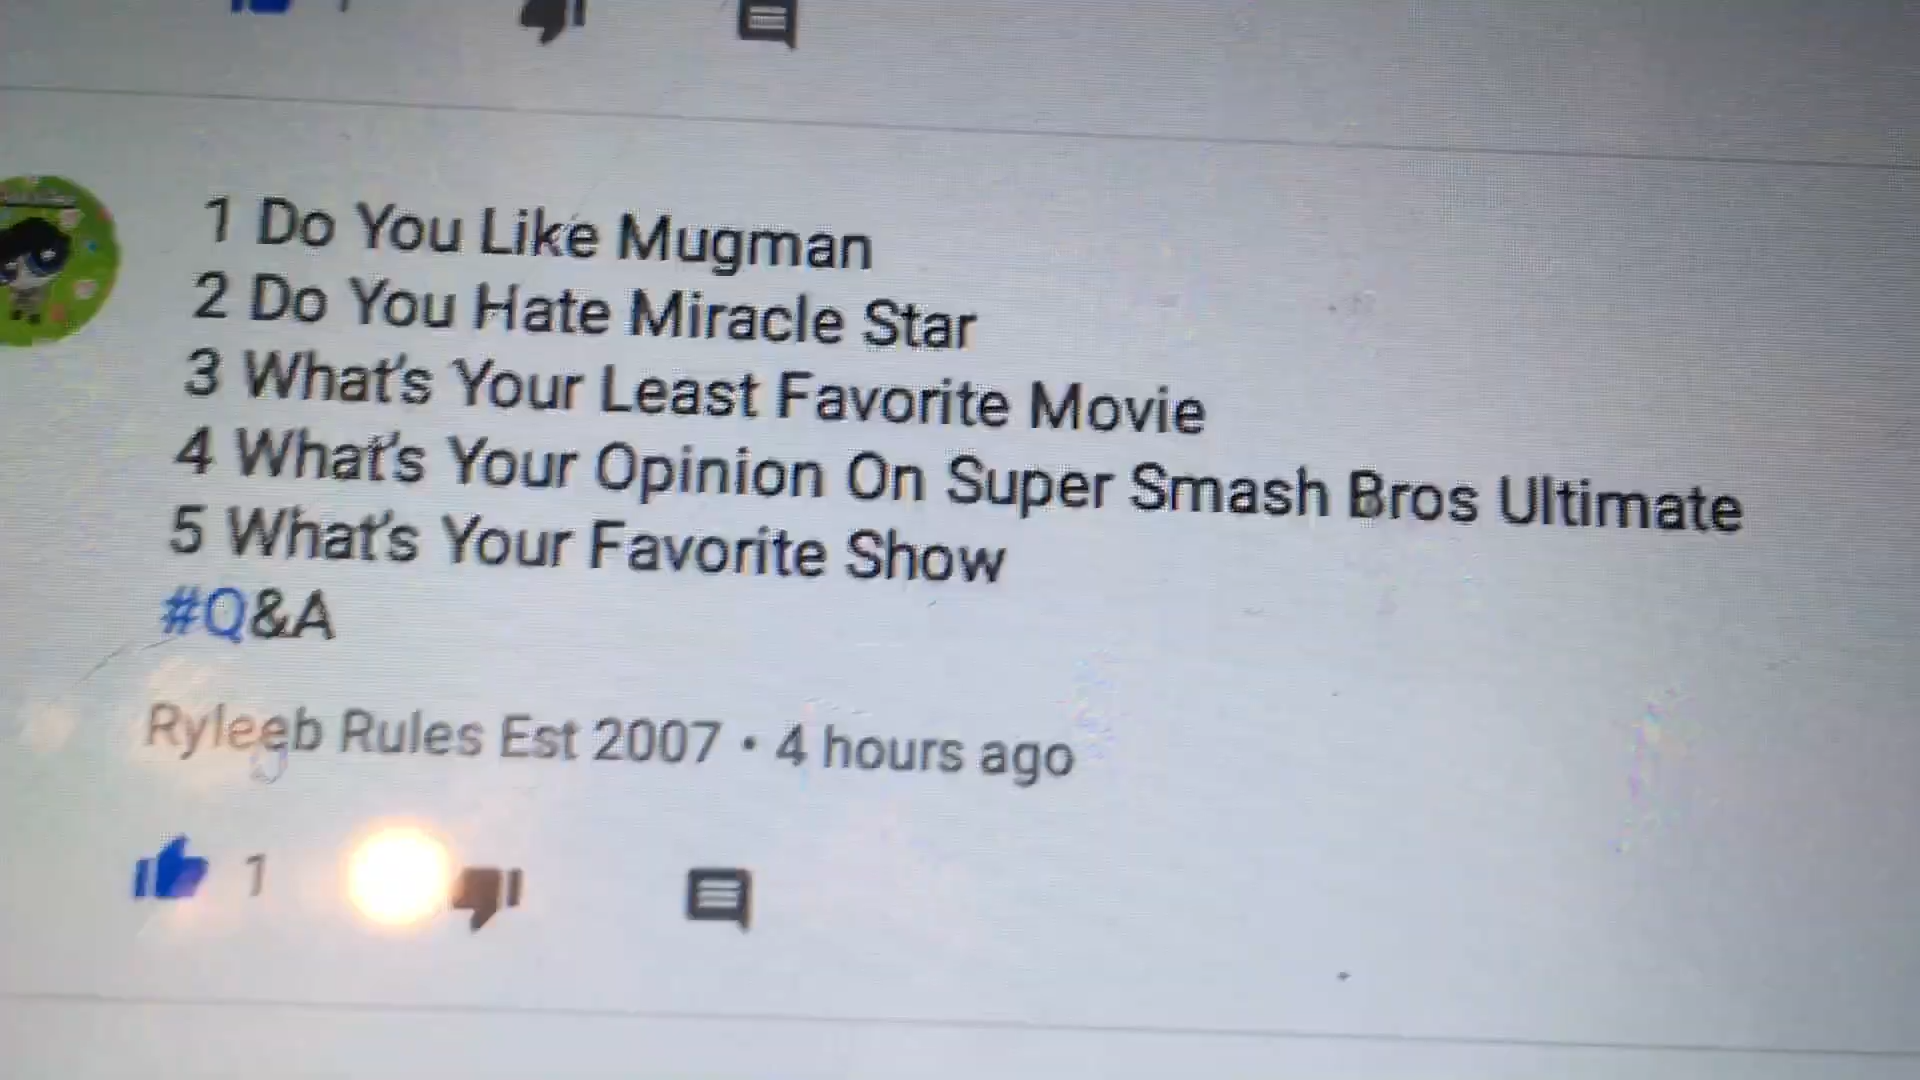 1 Do You Like Mugman
2 Do You Hate Miracle Star
3 What's Your Least Favorite Movie
4 What's Your Opinion On Super Smash Bros Ultimate
5 What's Your Favorite Show
#Q&A
Ryleeb Rules Est 2007 • 4 hours ago
1